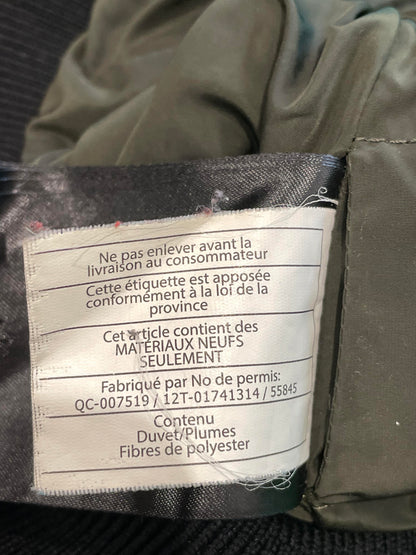 Ne pas enlever avant la
livraison au consommateur
Cette étiquette est apposée
conformément à la loi de la
province
Cet article contient des
MATÉRIAUX NEUFS
SEULEMENT
Fabriqué par No de permis:
QC-007519 / 12T-01741314 / 55845
Contenu
Duvet/Plumes
Fibres de polyester